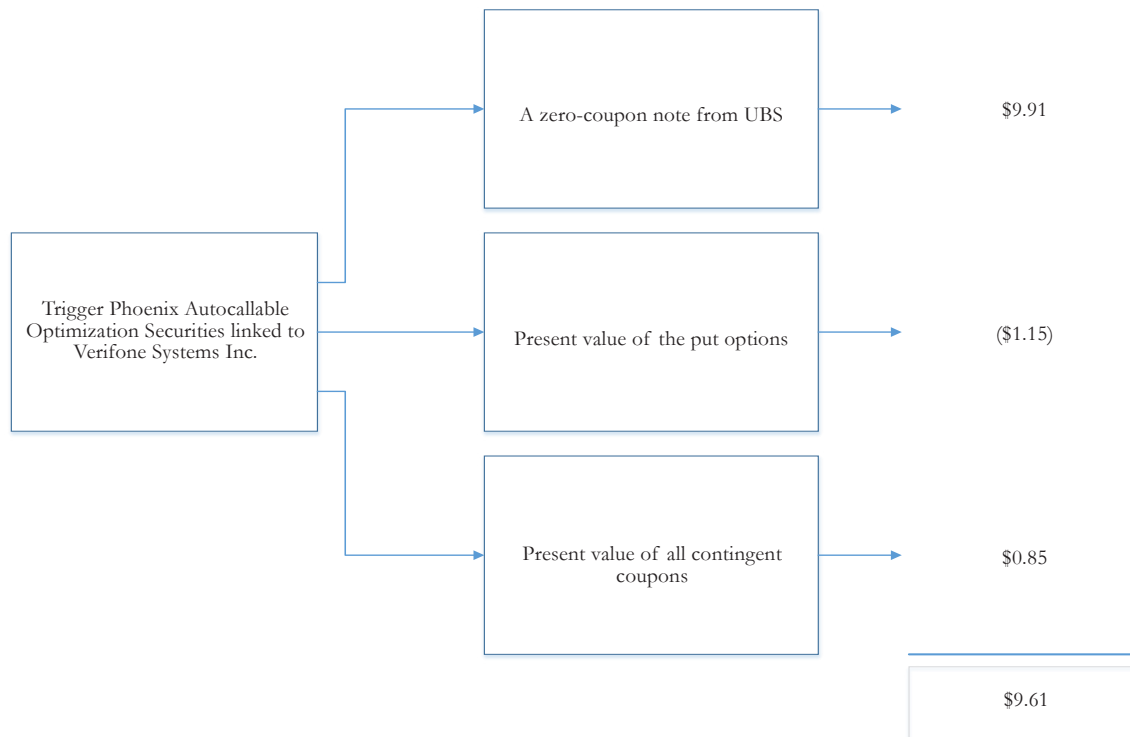 A zero-coupon note from UBS
$9.91
Trigger Phoenix Autocallable
Optimization Securities linked to
Verifone Systems Inc.
Present value of the put options
($1.15)
Present value of all contingent
coupons
$0.85
$9.61